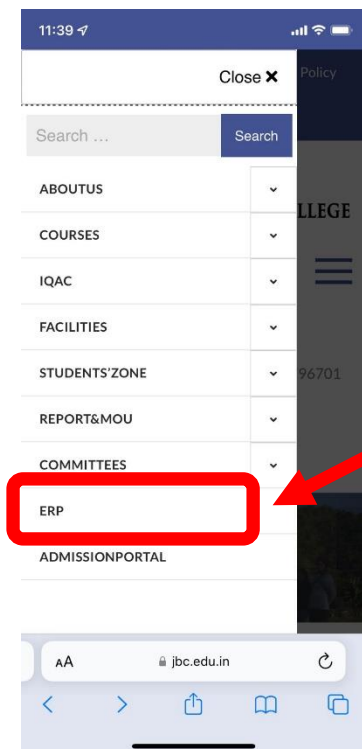 11:39
Close ✖
Policy
Search ...
Search
ABOUTUS
LLEGE
COURSES
IQAC
FACILITIES
STUDENTS'ZONE
96701
REPORT&MOU
COMMITTEES
ERP
ADMISSIONPORTAL
AA
jbc.edu.in